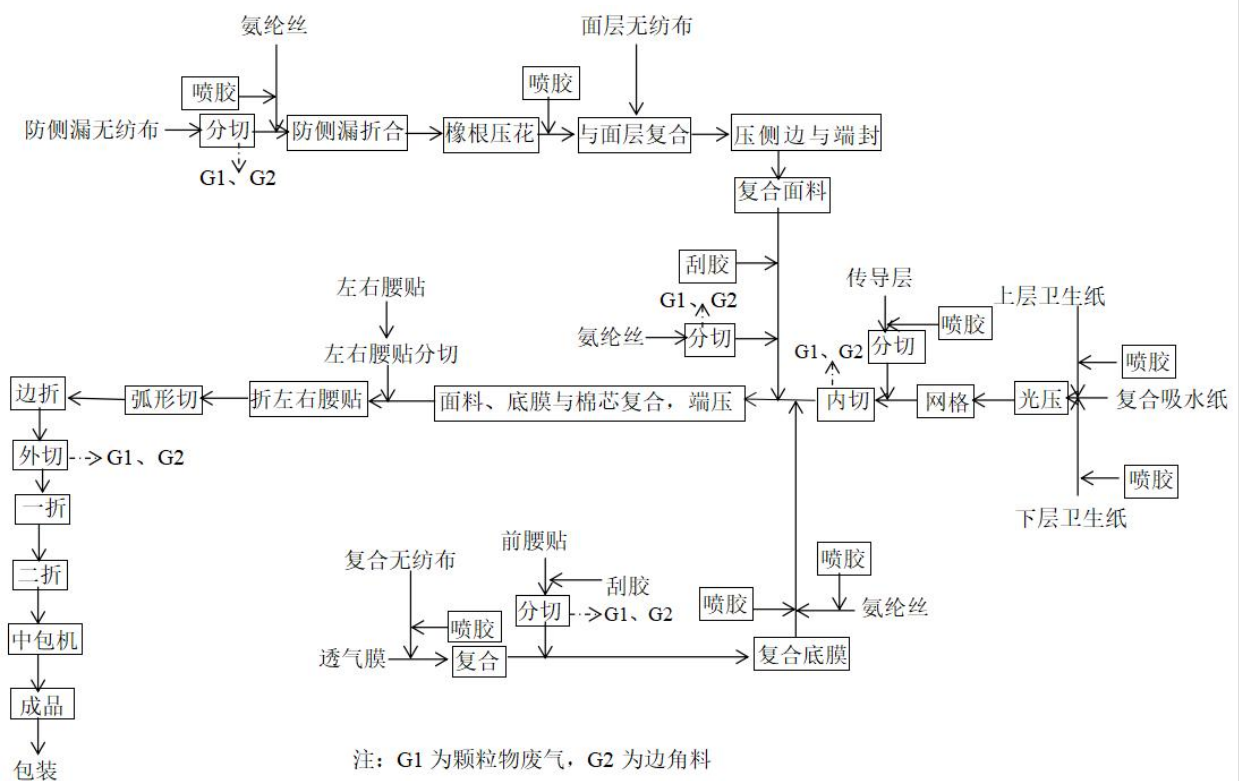 氨纶丝
面层无纺布
喷胶
喷胶
防侧漏无纺布
分切
防侧漏折合
橡根压花
与面层复合
压侧边与端封
G1、G2
复合面料
刮胶
传导层
左右腰贴
G1、G2
上层卫生纸
喷胶
氨纶丝
分切
G1、G2
分切
左右腰贴分切
喷胶
边折
弧形切
折左右腰贴
面料、底膜与棉芯复合，端压
内切
网格
光压
复合吸水纸
外切
G1、G2
喷胶
一折
下层卫生纸
前腰贴
复合无纺布
喷胶
二折
刮胶
分切
G1、G2
喷胶
氨纶丝
喷胶
中包机
透气膜
复合
复合底膜
成品
包装
注：G1 为颗粒物废气，G2 为边角料